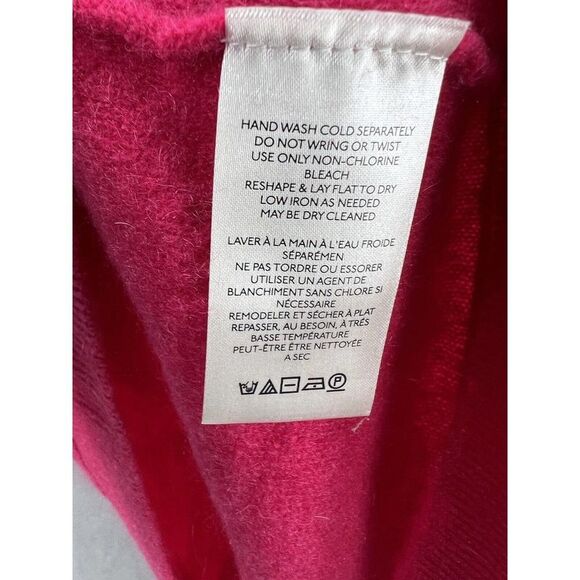 HAND WASH COLD SEPARATELY
DO NOT WRING OR TWIST
USE ONLY NON-CHLORINE
BLEACH
RESHAPE & LAY FLAT TO DRY
LOW IRON AS NEEDED
MAY BE DRY CLEANED
LAVER À LA MAIN À L'EAU FROIDE
SÉPARÉMEN
NE PAS TORDRE OU ESSORER
UTILISER UN AGENT DE
BLANCHIMENT SANS CHLORE SI
NÉCESSAIRE
REMODELER ET SÉCHER À PLAT
REPASSER, AU BESOIN, À TRÉS
BASSE TEMPÉRATURE
PEUT-ÊTRE ÊTRE NETTOYÉE
A SEC
P